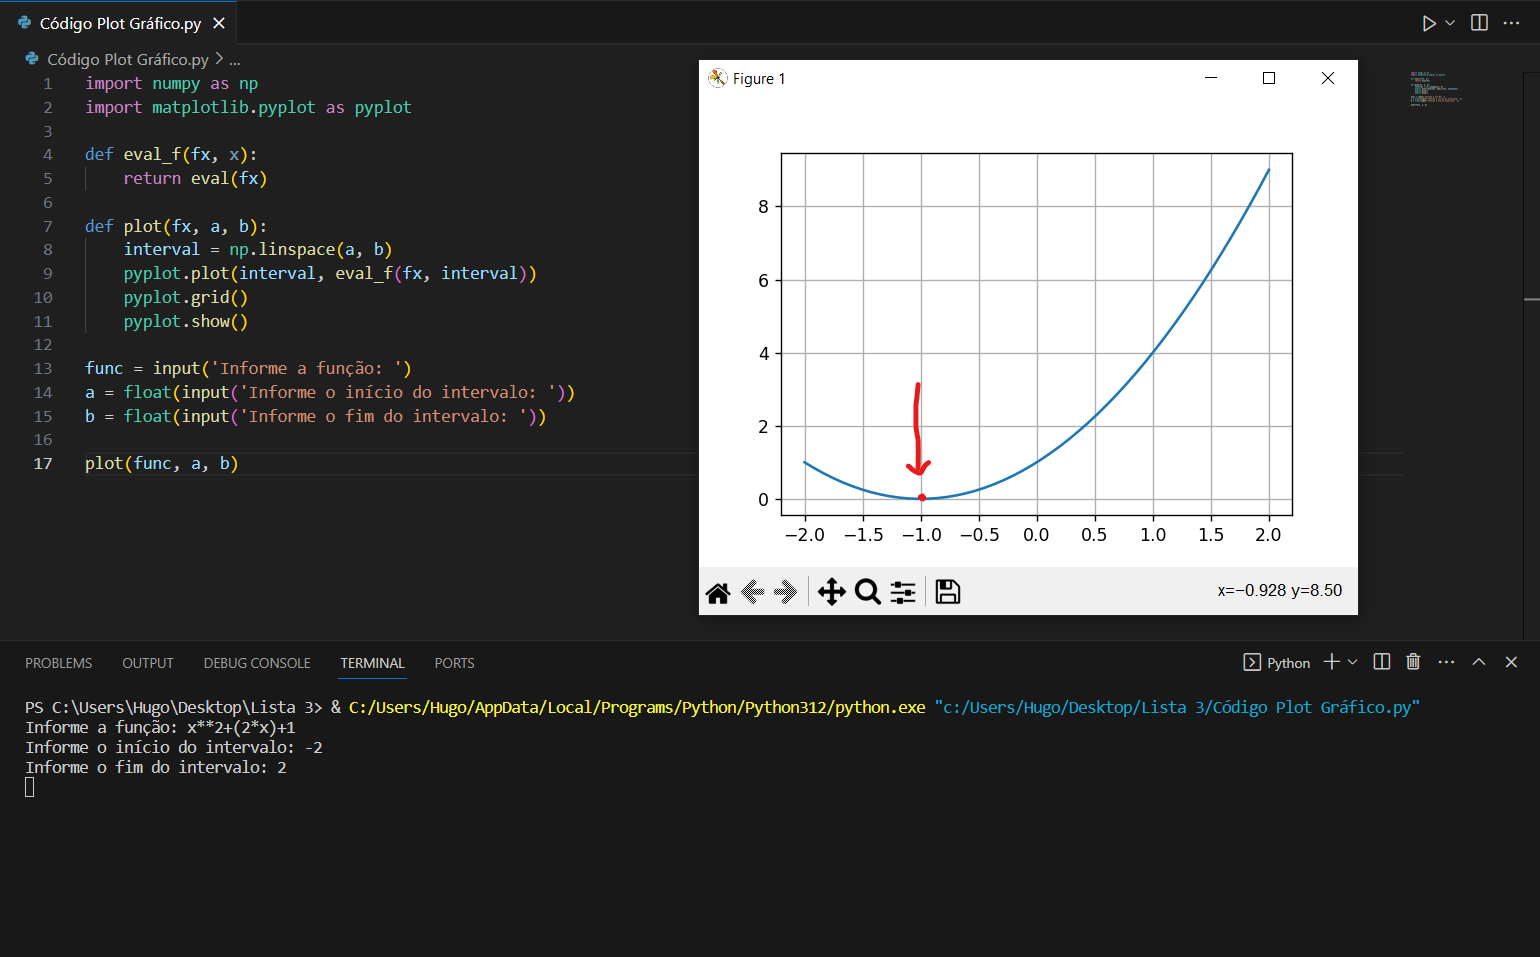 Código Plot Gráfico.py
Código Plot Gráfico.py > ...
1 import numpy as np
2 import matplotlib.pyplot as pyplot
3
4 def eval_f(fx, x):
5     return eval(fx)
6
7 def plot(fx, a, b):
8     interval = np.linspace(a, b)
9     pyplot.plot(interval, eval_f(fx, interval))
10     pyplot.grid()
11     pyplot.show()
12
13 func = input('Informe a função: ')
14 a = float(input('Informe o início do intervalo: '))
15 b = float(input('Informe o fim do intervalo: '))
16
17 plot(func, a, b)
Figure 1
8
6
4
2
0
−2.0 −1.5 −1.0 −0.5 0.0 0.5 1.0 1.5 2.0
x=−0.928 y=8.50
PROBLEMS OUTPUT DEBUG CONSOLE TERMINAL PORTS
Python
PS C:\Users\Hugo\Desktop\Lista 3> & C:/Users/Hugo/AppData/Local/Programs/Python/Python312/python.exe "c:/Users/Hugo/Desktop/Lista 3/Código Plot Gráfico.py"
Informe a função: x**2+(2*x)+1
Informe o início do intervalo: -2
Informe o fim do intervalo: 2